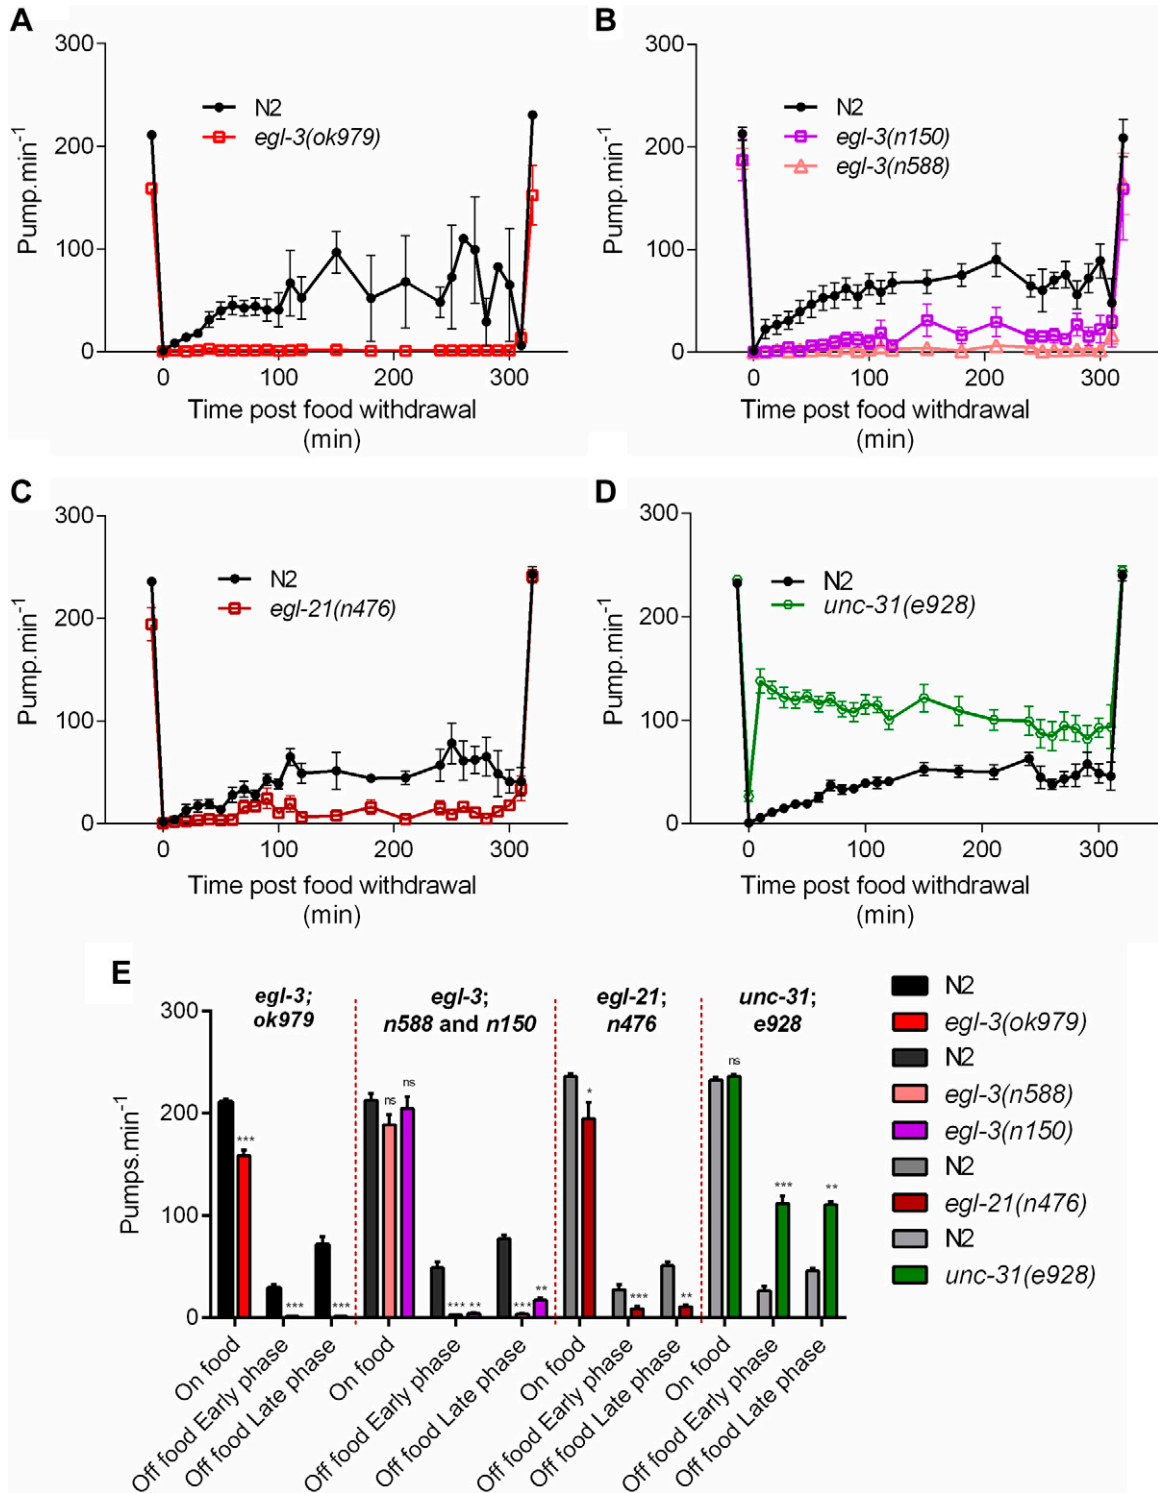 A
300
200
100
0
Pump.min-1
N2
egl-3(ok979)
0
100
200
300
Time post food withdrawal
(min)
B
300
200
100
0
Pump.min-1
N2
egl-3(n150)
egl-3(n588)
0
100
200
300
Time post food withdrawal
(min)
C
300
200
100
0
Pump.min-1
N2
egl-21(n476)
0
100
200
300
Time post food withdrawal
(min)
D
300
200
100
0
Pump.min-1
N2
unc-31(e928)
0
100
200
300
Time post food withdrawal
(min)
E
300
200
100
0
Pumps.min-1
egl-3;
ok979
egl-3;
n588 and n150
egl-21;
n476
unc-31;
e928
***
***
***
ns
ns
***
**
***
**
*
***
**
ns
***
**
On food
Off food Early phase
Off food Late phase
On food
Off food Early phase
Off food Late phase
On food
Off food Early phase
Off food Late phase
On food
Off food Early phase
Off food Late phase
N2
egl-3(ok979)
N2
egl-3(n588)
egl-3(n150)
N2
egl-21(n476)
N2
unc-31(e928)